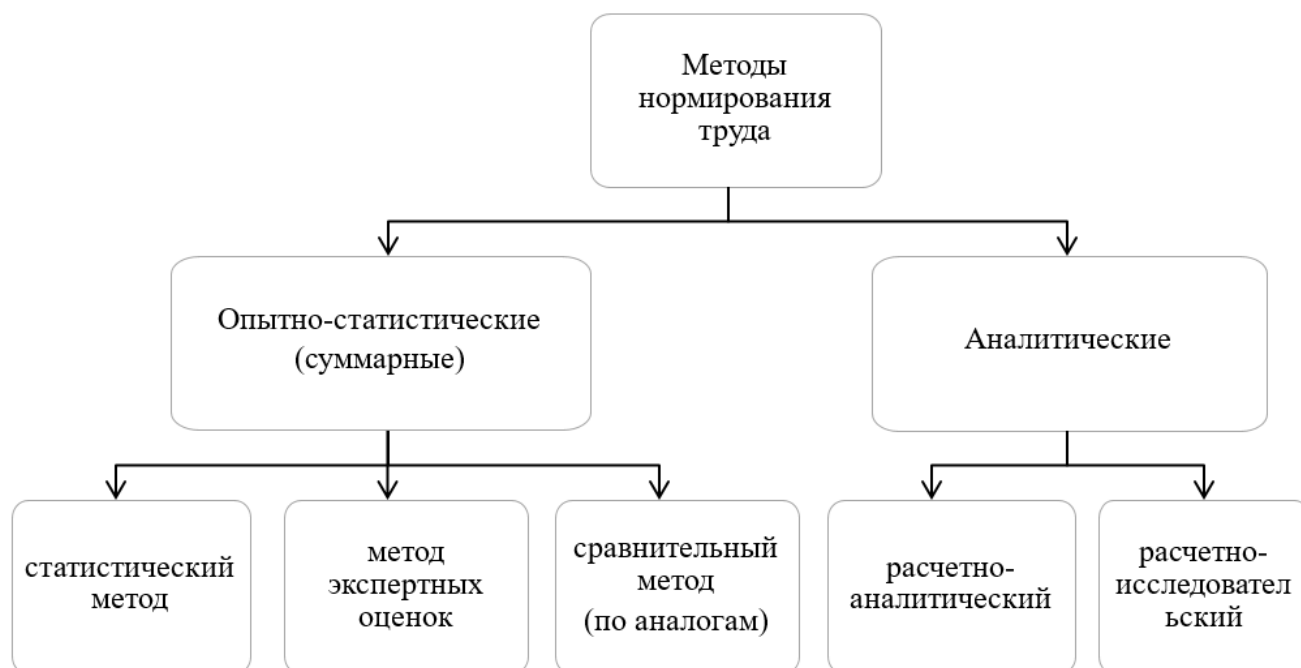 Методы
нормирования
труда
Опытно-статистические
(суммарные)
Аналитические
статистический
метод
метод
экспертных
оценок
сравнительный
метод
(по аналогам)
расчетно-
аналитический
расчетно-
исследовател
ьский